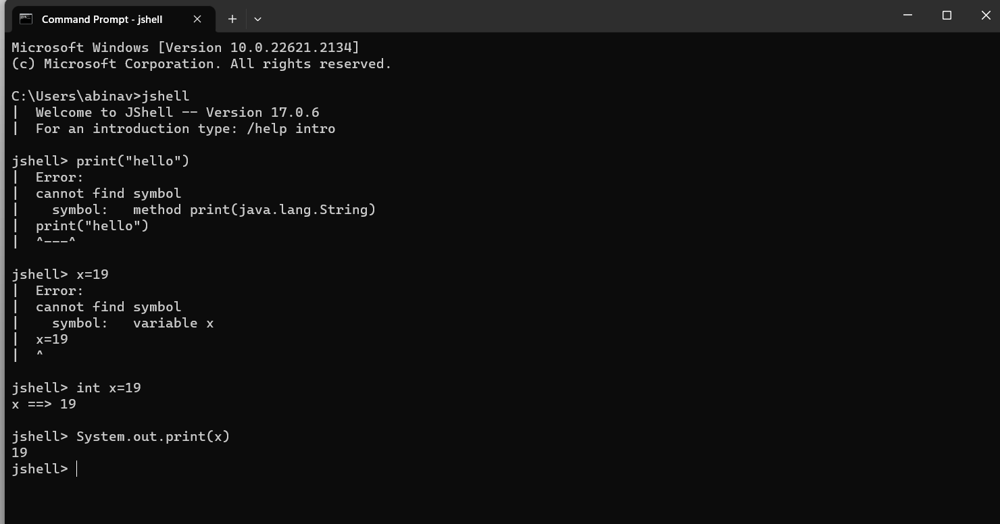 Command Prompt - jshell
Microsoft Windows [Version 10.0.22621.2134]
(c) Microsoft Corporation. All rights reserved.
C:\Users\abinav>jshell
|  Welcome to JShell -- Version 17.0.6
|  For an introduction type: /help intro
jshell> print("hello")
|  Error:
|  cannot find symbol
|    symbol:   method print(java.lang.String)
|  print("hello")
|  ^---^
jshell> x=19
|  Error:
|  cannot find symbol
|    symbol:   variable x
|  x=19
|  ^
jshell> int x=19
x ==> 19
jshell> System.out.print(x)
19
jshell>